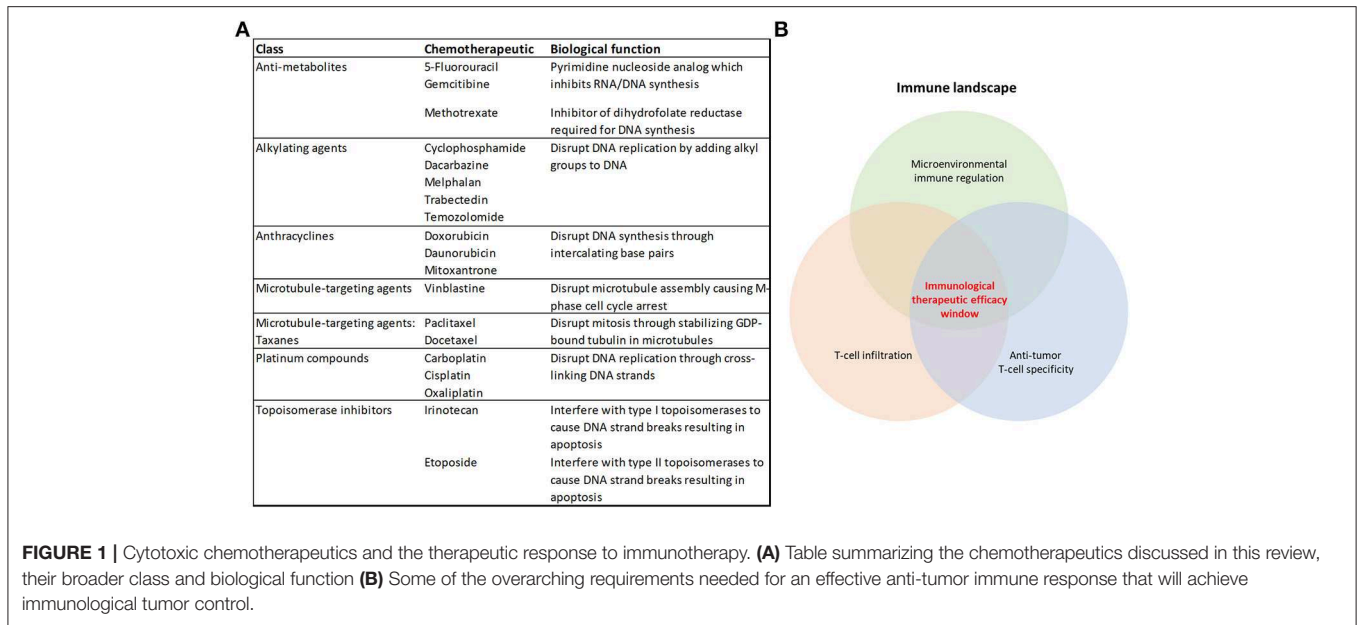 A
Class Chemotherapeutic Biological function
Anti-metabolites 5-Fluorouracil Pyrimidine nucleoside analog which
Gemcitibine inhibits RNA/DNA synthesis
Methotrexate Inhibitor of dihydrofolate reductase
required for DNA synthesis
Alkylating agents Cyclophosphamide Disrupt DNA replication by adding alkyl
Dacarbazine groups to DNA
Melphalan
Trabectedin
Temozolomide
Anthracyclines Doxorubicin Disrupt DNA synthesis through
Daunorubicin intercalating base pairs
Mitoxantrone
Microtubule-targeting agents Vinblastine Disrupt microtubule assembly causing M-
phase cell cycle arrest
Microtubule-targeting agents: Paclitaxel Disrupt mitosis through stabilizing GDP-
Taxanes Docetaxel bound tubulin in microtubules
Platinum compounds Carboplatin Disrupt DNA replication through cross-
Cisplatin linking DNA strands
Oxaliplatin
Topoisomerase inhibitors Irinotecan Interfere with type I topoisomerases to
cause DNA strand breaks resulting in
apoptosis
Etoposide Interfere with type II topoisomerases to
cause DNA strand breaks resulting in
apoptosis
B
Immune landscape
Microenvironmental
immune regulation
Immunological
therapeutic efficacy
window
T-cell infiltration
Anti-tumor
T-cell specificity
FIGURE 1 | Cytotoxic chemotherapeutics and the therapeutic response to immunotherapy. (A) Table summarizing the chemotherapeutics discussed in this review,
their broader class and biological function (B) Some of the overarching requirements needed for an effective anti-tumor immune response that will achieve
immunological tumor control.